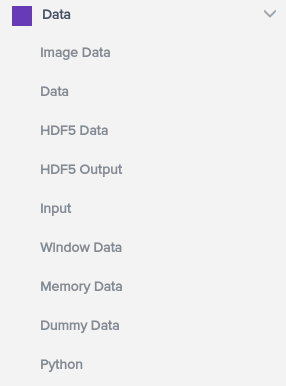 Data
Image Data
Data
HDF5 Data
HDF5 Output
Input
Window Data
Memory Data
Dummy Data
Python